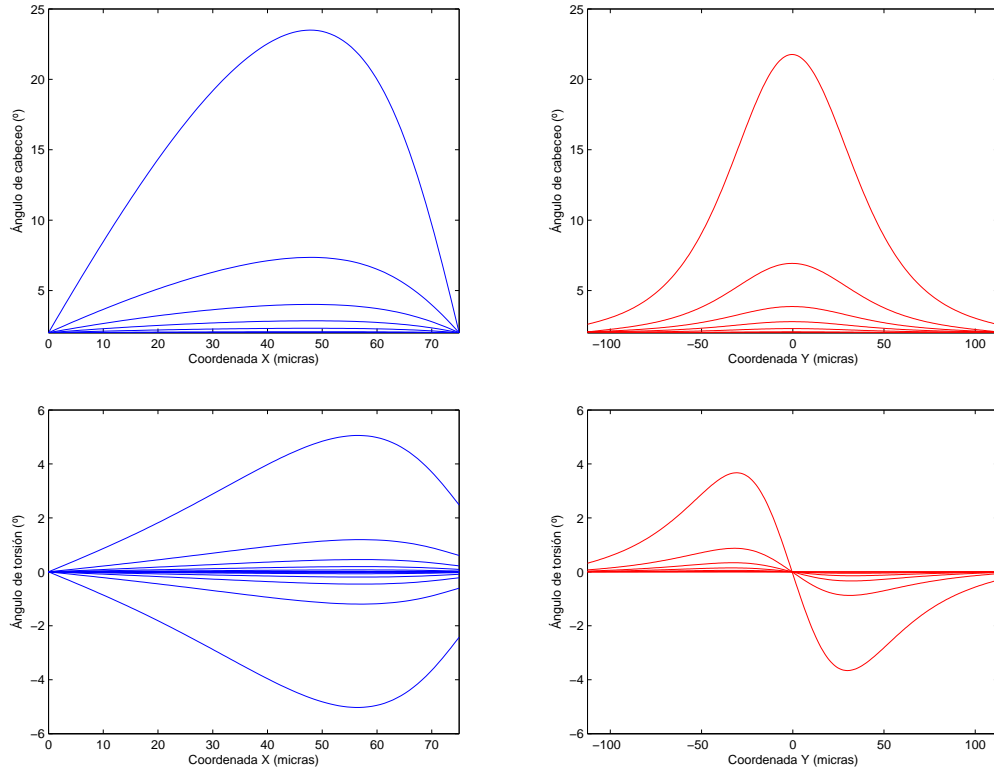 25
20
15
10
5
0 10 20 30 40 50 60 70
Coordenada X (micras)
Ángulo de cabeceo (º)
25
20
15
10
5
−100 −50 0 50 100
Coordenada Y (micras)
Ángulo de cabeceo (º)
6
4
2
0
−2
−4
−6
0 10 20 30 40 50 60 70
Coordenada X (micras)
Ángulo de torsión (º)
6
4
2
0
−2
−4
−6
−100 −50 0 50 100
Coordenada Y (micras)
Ángulo de torsión (º)